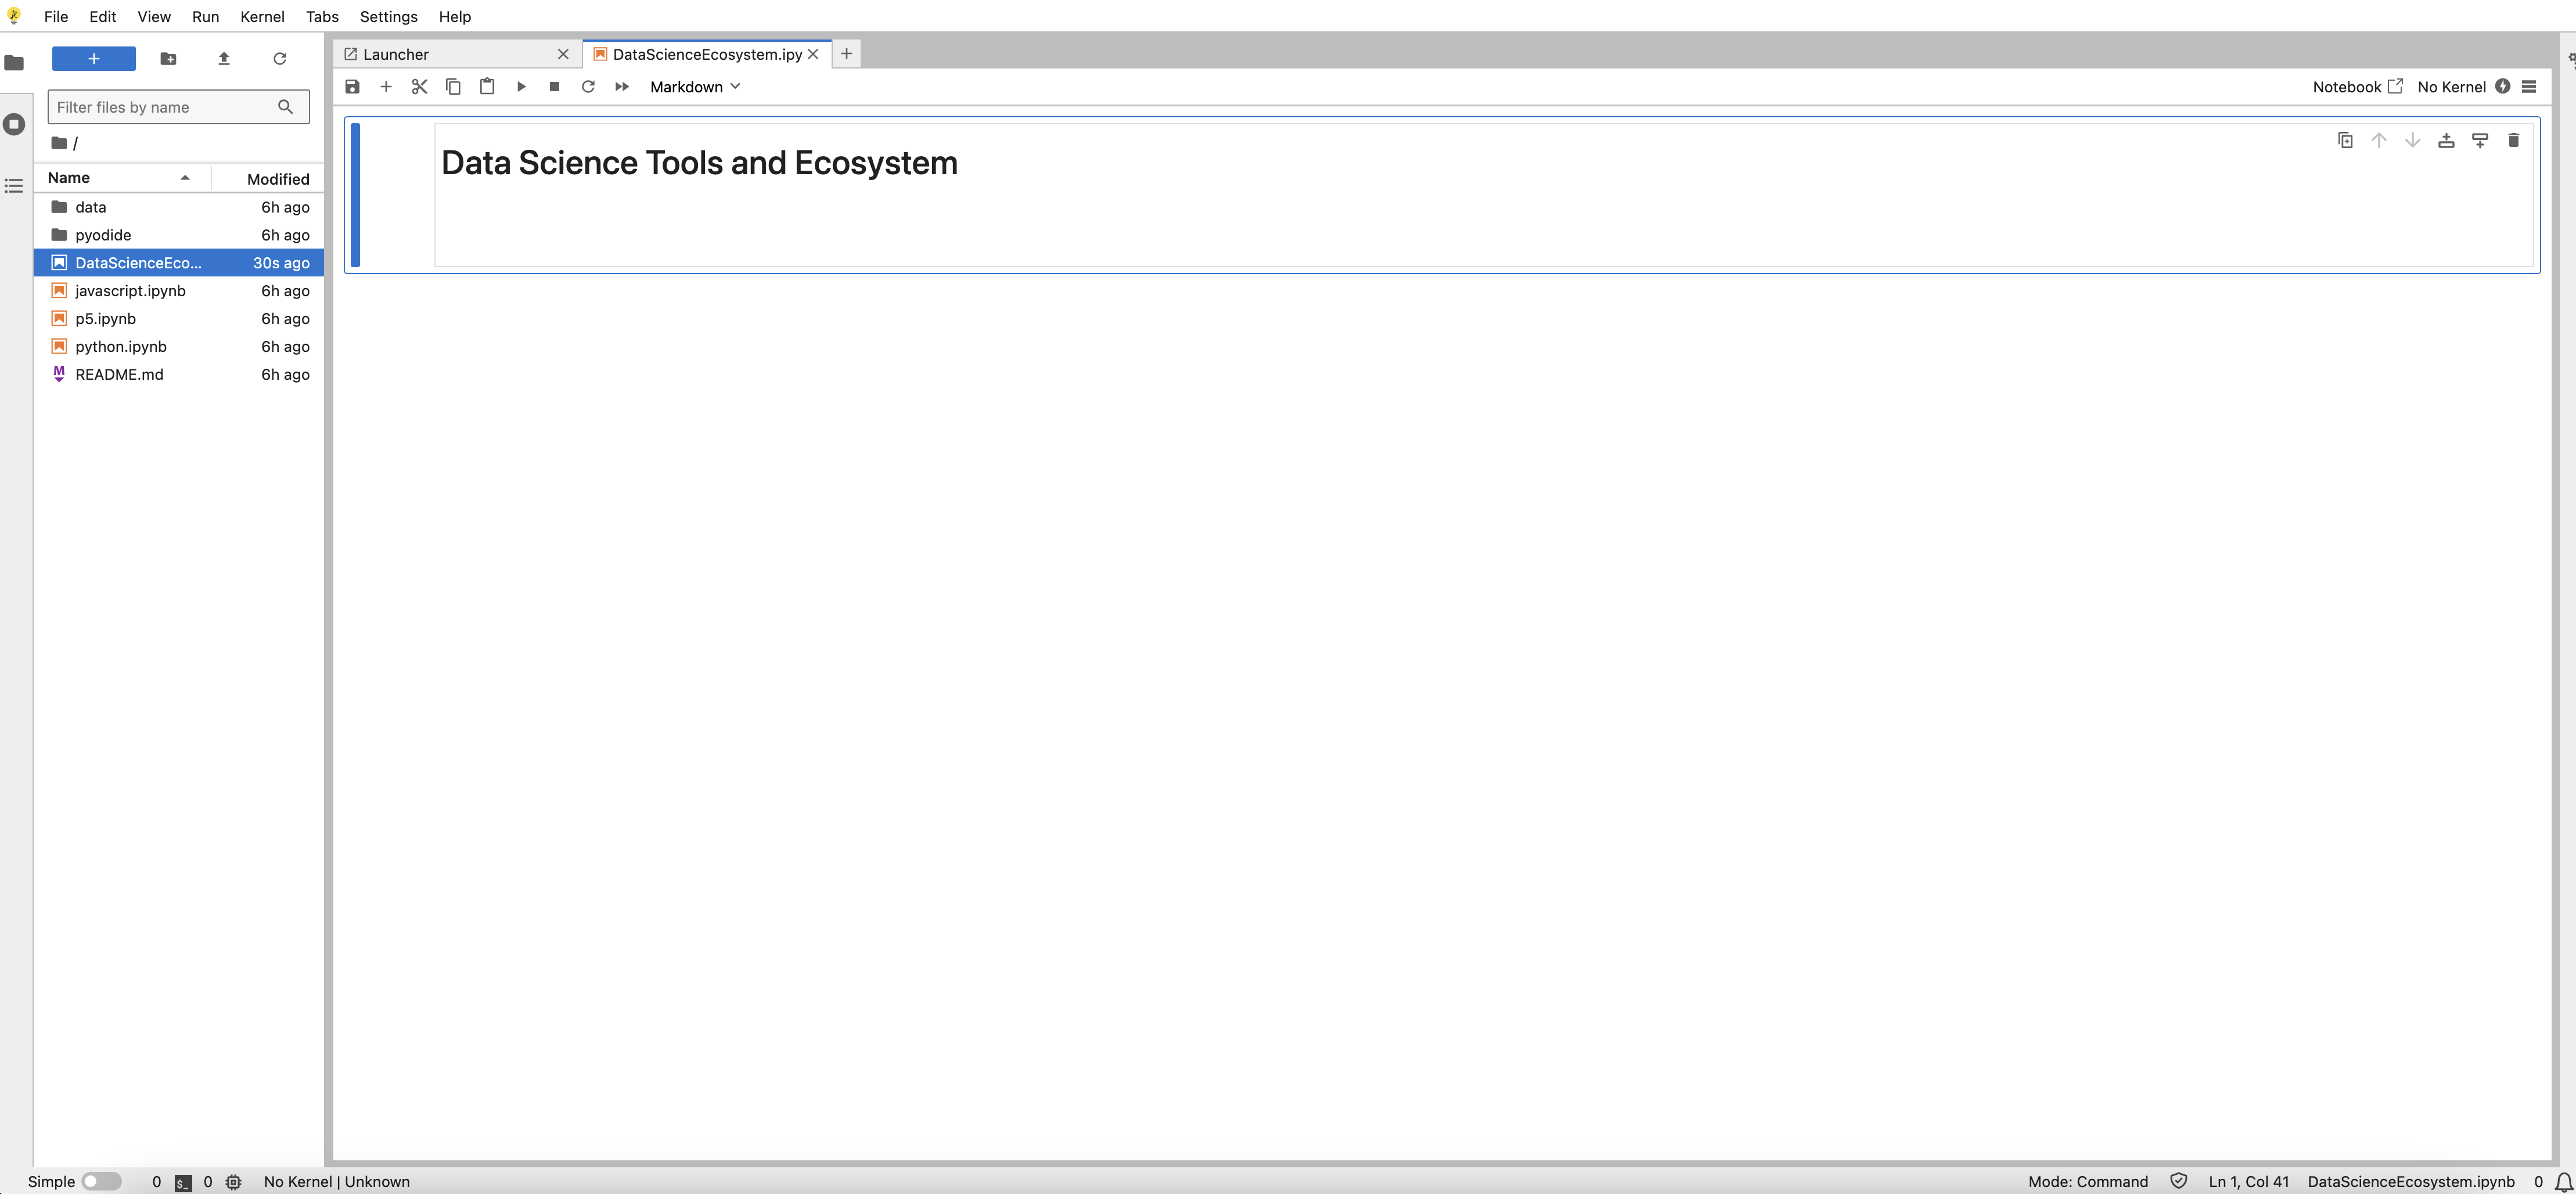 File Edit View Run Kernel Tabs Settings Help
Launcher DataScienceEcosystem.ipy
Markdown Notebook No Kernel
Filter files by name
/
Name Modified
data 6h ago
pyodide 6h ago
DataScienceEco... 30s ago
javascript.ipynb 6h ago
p5.ipynb 6h ago
python.ipynb 6h ago
README.md 6h ago
Data Science Tools and Ecosystem
Simple 0 $_ 0 No Kernel | Unknown Mode: Command Ln 1, Col 41 DataScienceEcosystem.ipynb 0